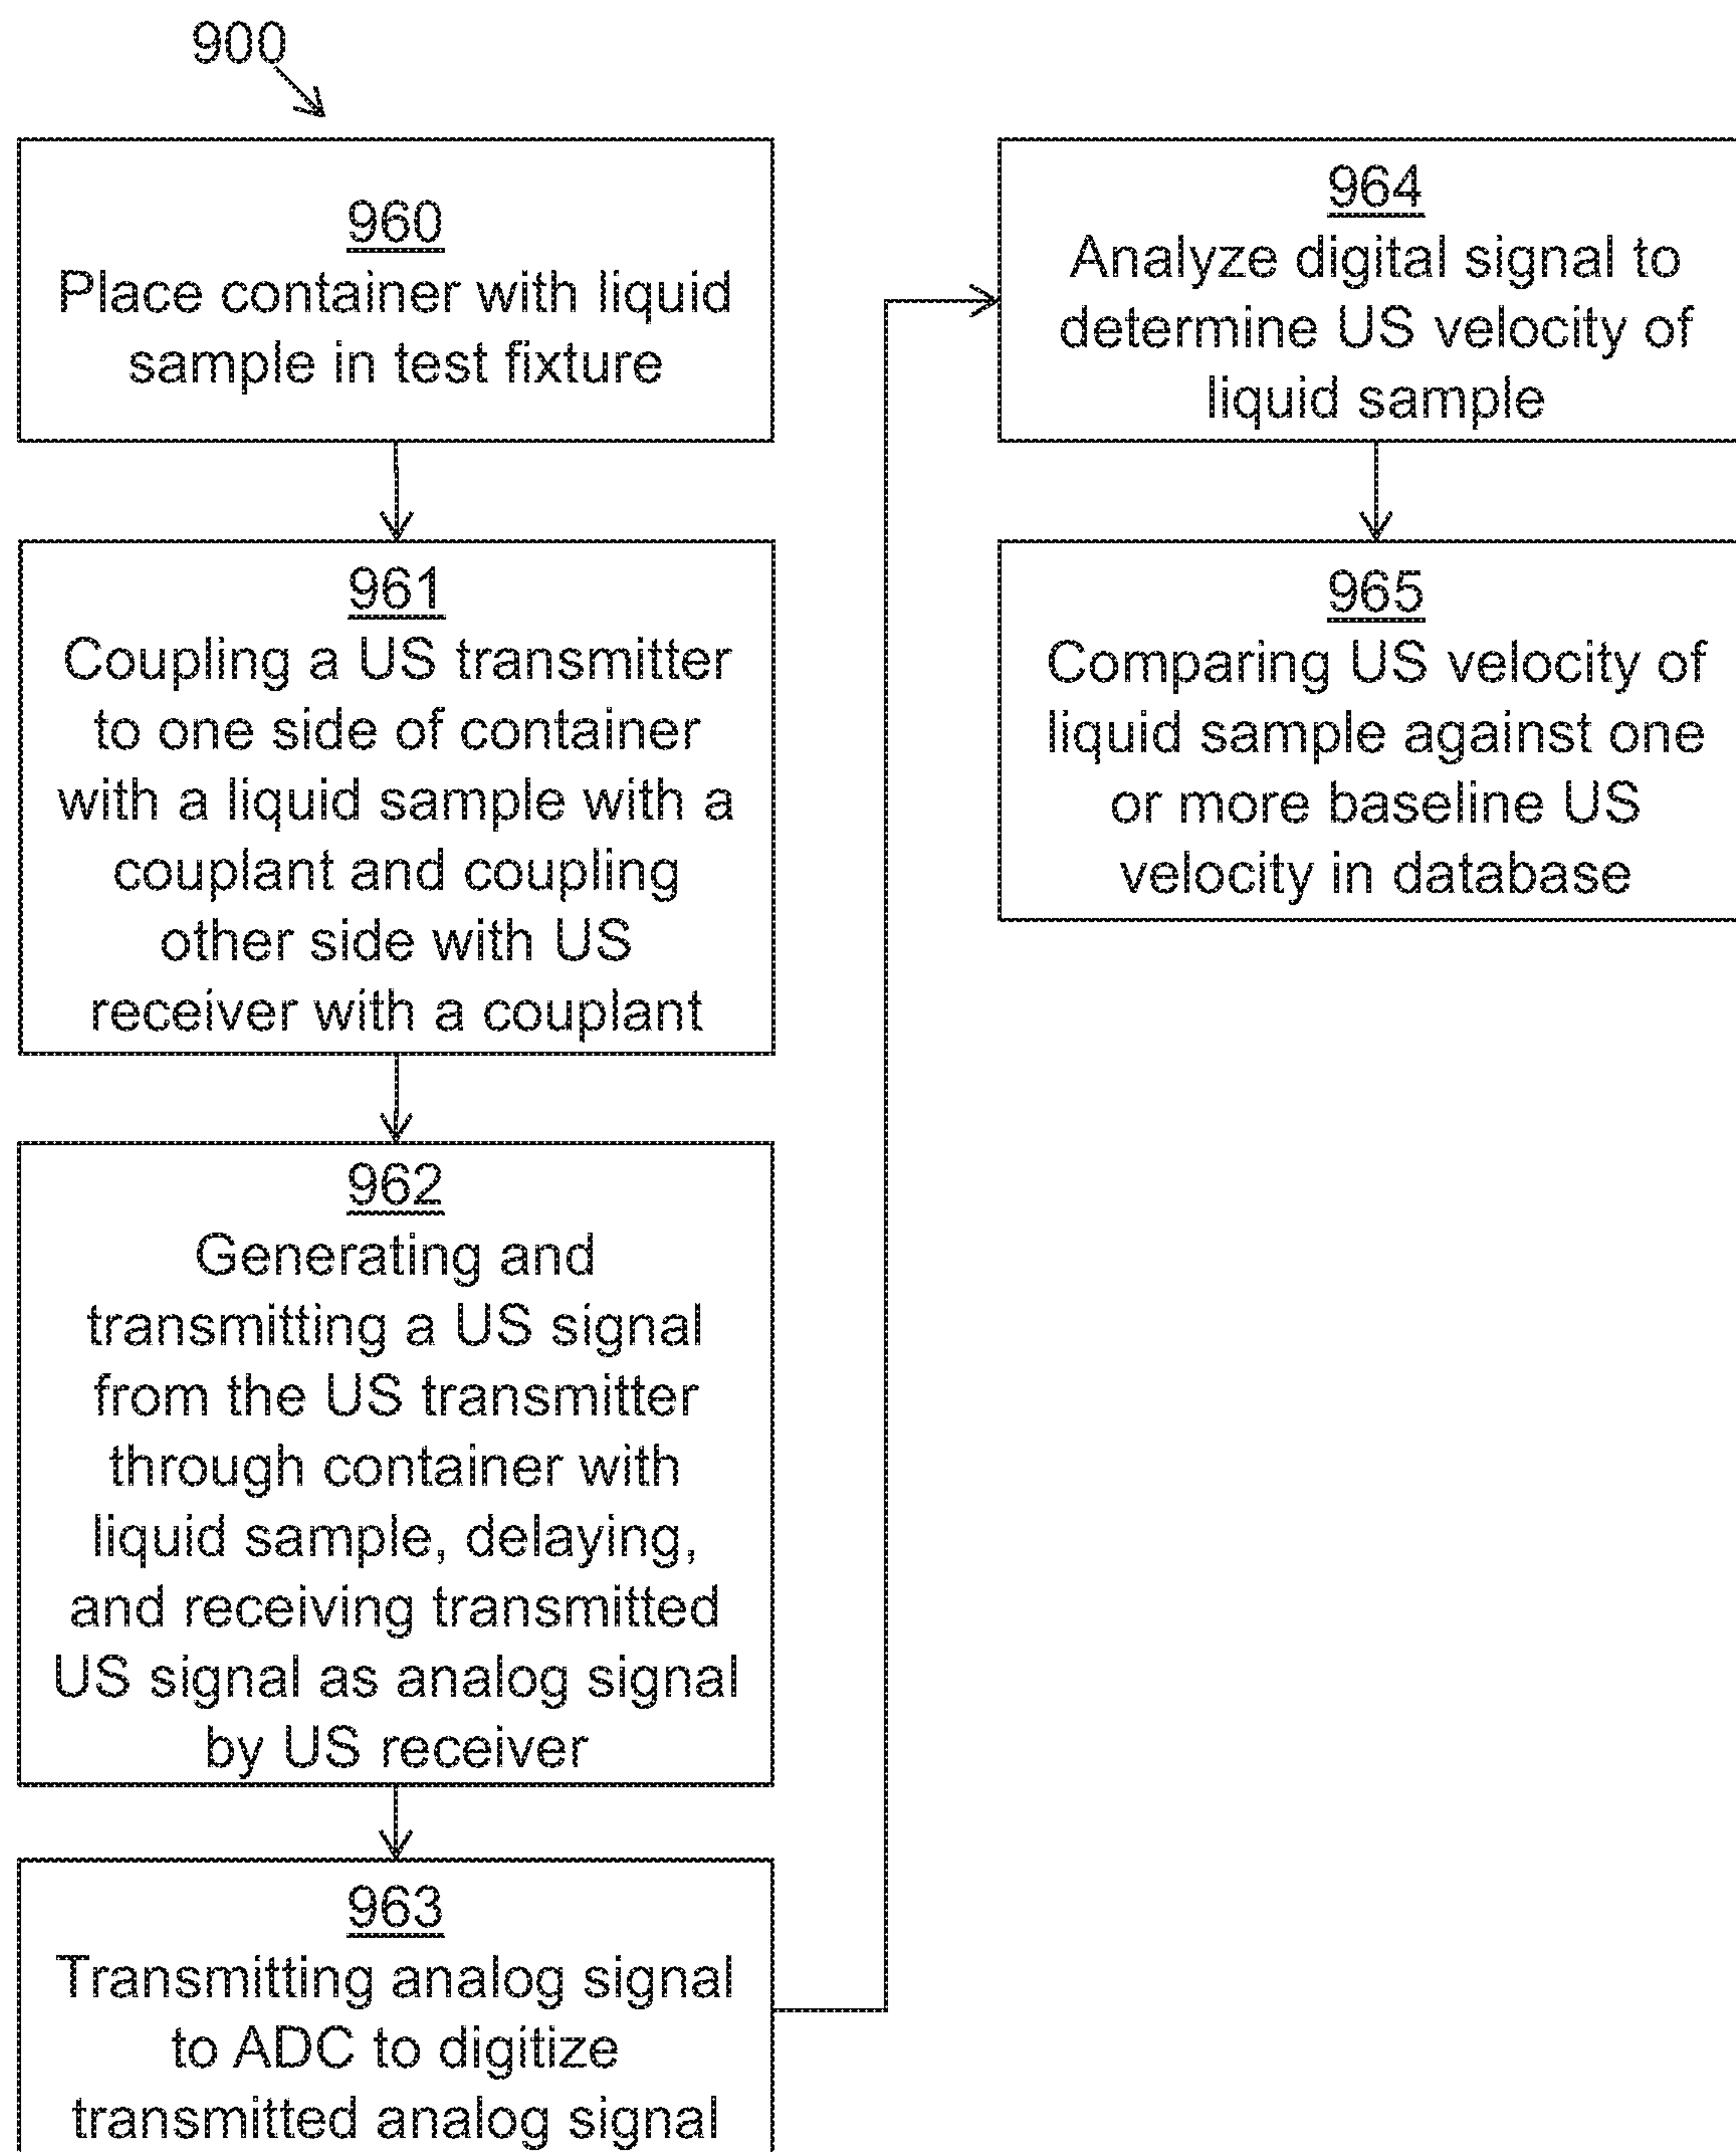 900
960
Place container with liquid
sample in test fixture
961
Coupling a US transmitter
to one side of container
with a liquid sample with a
couplant and coupling
other side with US
receiver with a couplant
962
Generating and
transmitting a US signal
from the US transmitter
through container with
liquid sample, delaying,
and receiving transmitted
US signal as analog signal
by US receiver
963
Transmitting analog signal
to ADC to digitize
transmitted analog signal
964
Analyze digital signal to
determine US velocity of
liquid sample
965
Comparing US velocity of
liquid sample against one
or more baseline US
velocity in database